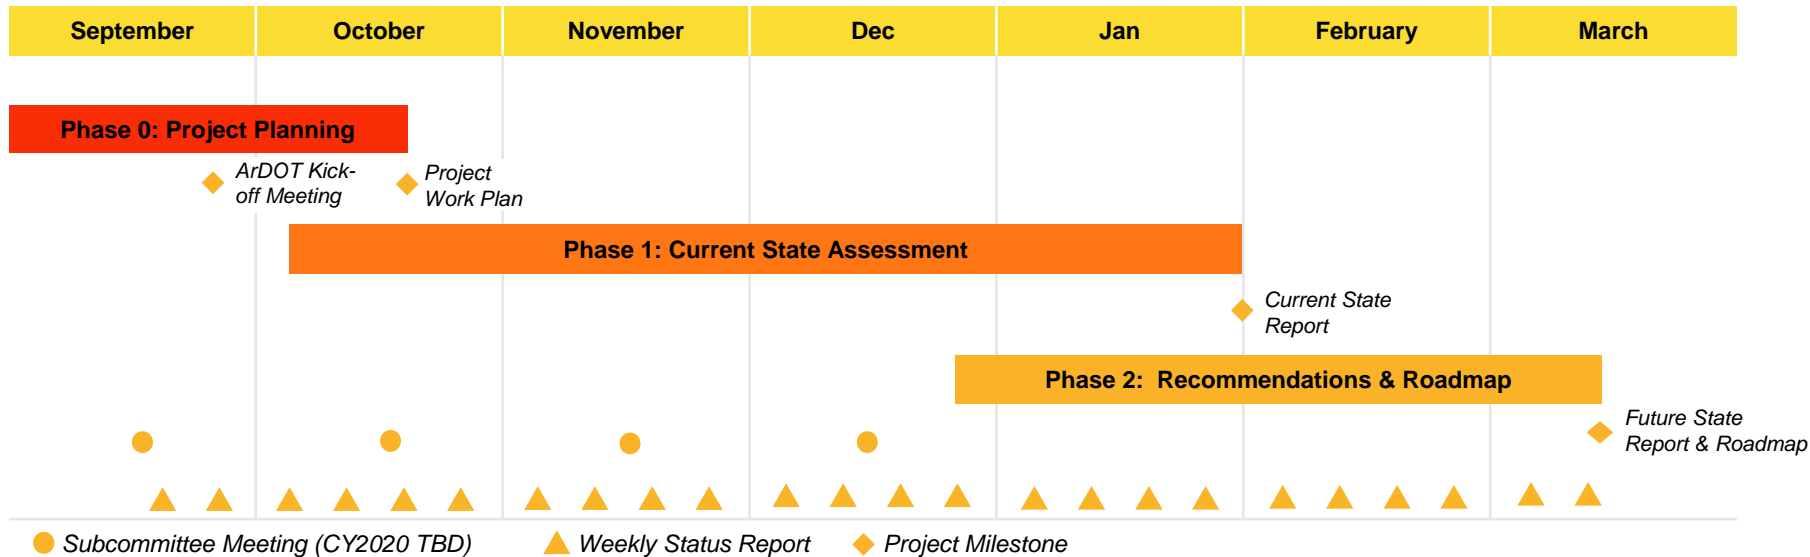 September October November Dec Jan February March
Phase 0: Project Planning
ArDOT Kick-
off Meeting
Project
Work Plan
Phase 1: Current State Assessment
Current State
Report
Phase 2:  Recommendations & Roadmap
Future State
Report & Roadmap
Subcommittee Meeting (CY2020 TBD) Weekly Status Report Project Milestone